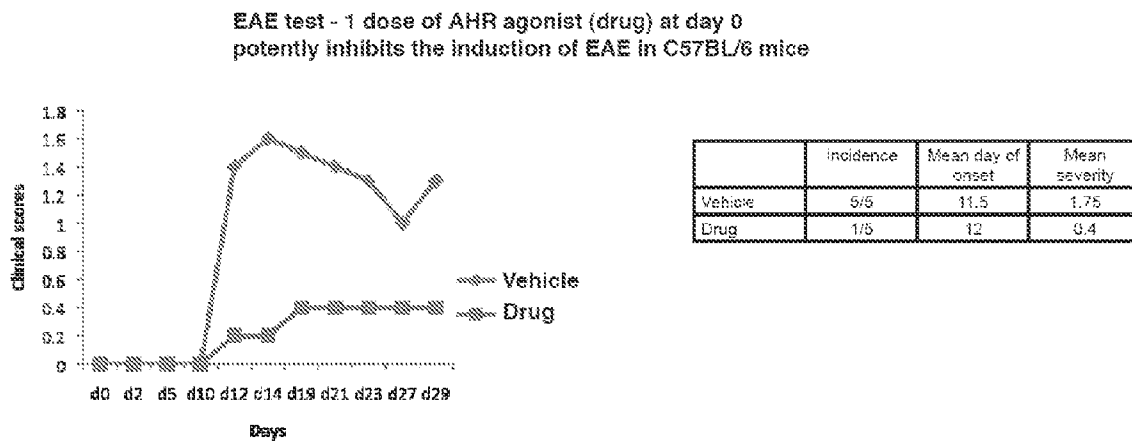 EAE test - 1 dose of AHR agonist (drug) at day 0
potently inhibits the induction of EAE in C57BL/6 mice
Clinical scores
1.8
1.6
1.4
1.2
1
0.8
0.6
0.4
0.2
0
d0 d2 d5 d10 d12 d14 d19 d21 d23 d27 d29
Days
Vehicle
Drug
Incidence Mean day of onset Mean severity
Vehicle 5/5 11.5 1.75
Drug 1/5 12 0.4